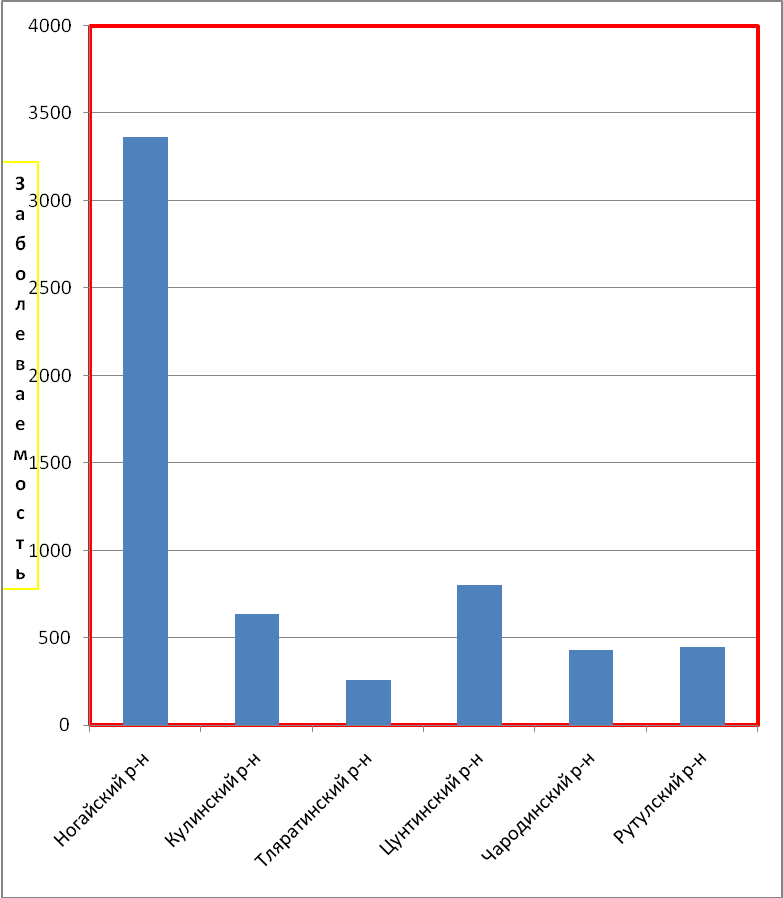 4000
3500
3000
2500
2000
1500
1000
500
0
Заболеваемость
Ногайский р-н
Кулинский р-н
Тляратинский р-н
Цунтинский р-н
Чародинский р-н
Рутулский р-н